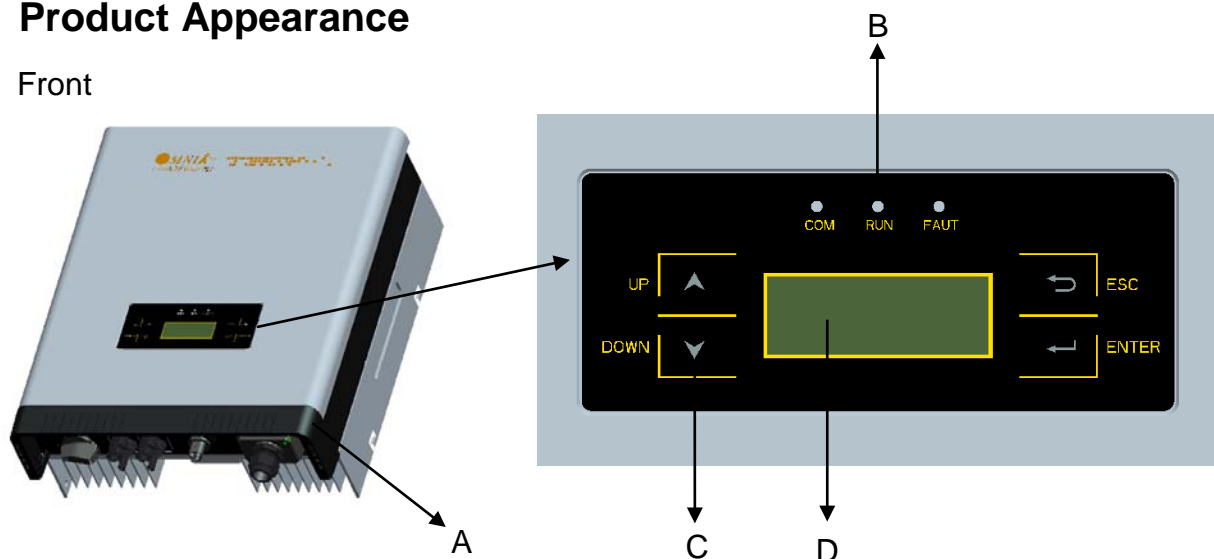 Product Appearance
B
Front
COM RUN FAUT
UP
ESC
DOWN
ENTER
A
C
D